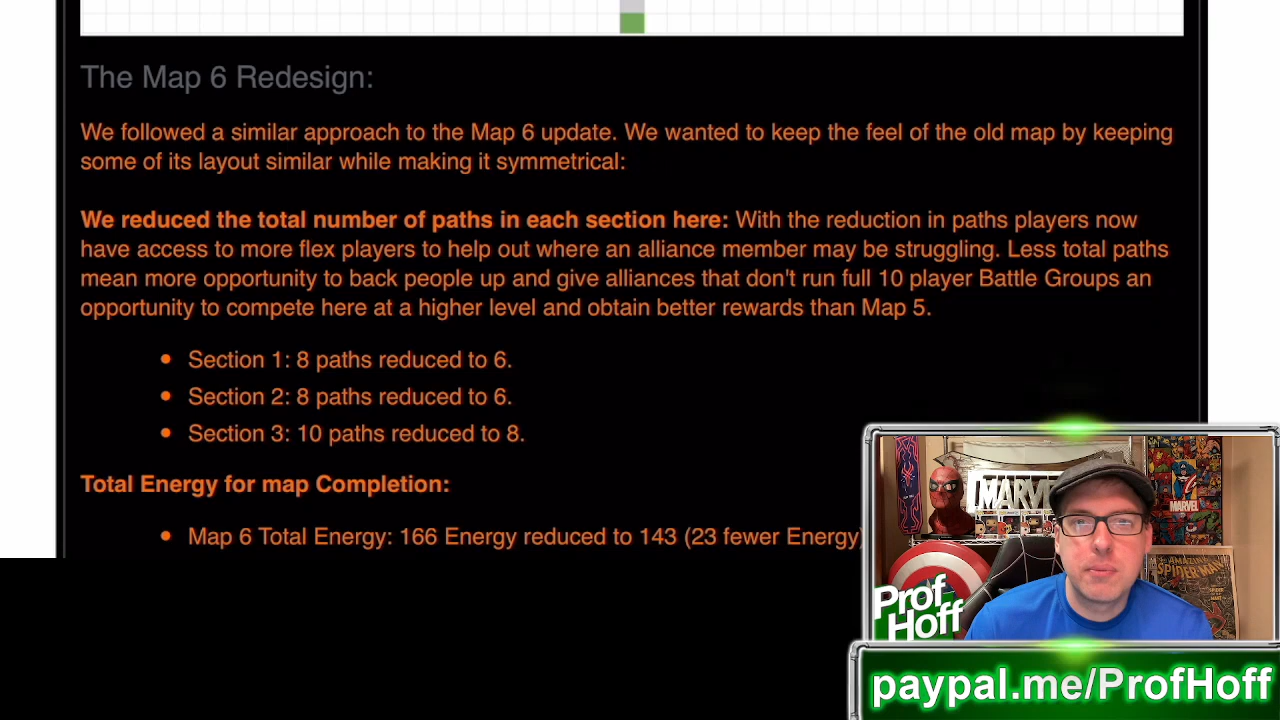 The Map 6 Redesign:
We followed a similar approach to the Map 6 update. We wanted to keep the feel of the old map by keeping
some of its layout similar while making it symmetrical:
We reduced the total number of paths in each section here: With the reduction in paths players now
have access to more flex players to help out where an alliance member may be struggling. Less total paths
mean more opportunity to back people up and give alliances that don't run full 10 player Battle Groups an
opportunity to compete here at a higher level and obtain better rewards than Map 5.
Section 1: 8 paths reduced to 6.
Section 2: 8 paths reduced to 6.
Section 3: 10 paths reduced to 8.
Total Energy for map Completion:
Map 6 Total Energy: 166 Energy reduced to 143 (23 fewer Energy)
MARVE
MARVEL
AMAZING
SPIDER-MAN
Prof
Hoff
paypal.me/ProfHoff